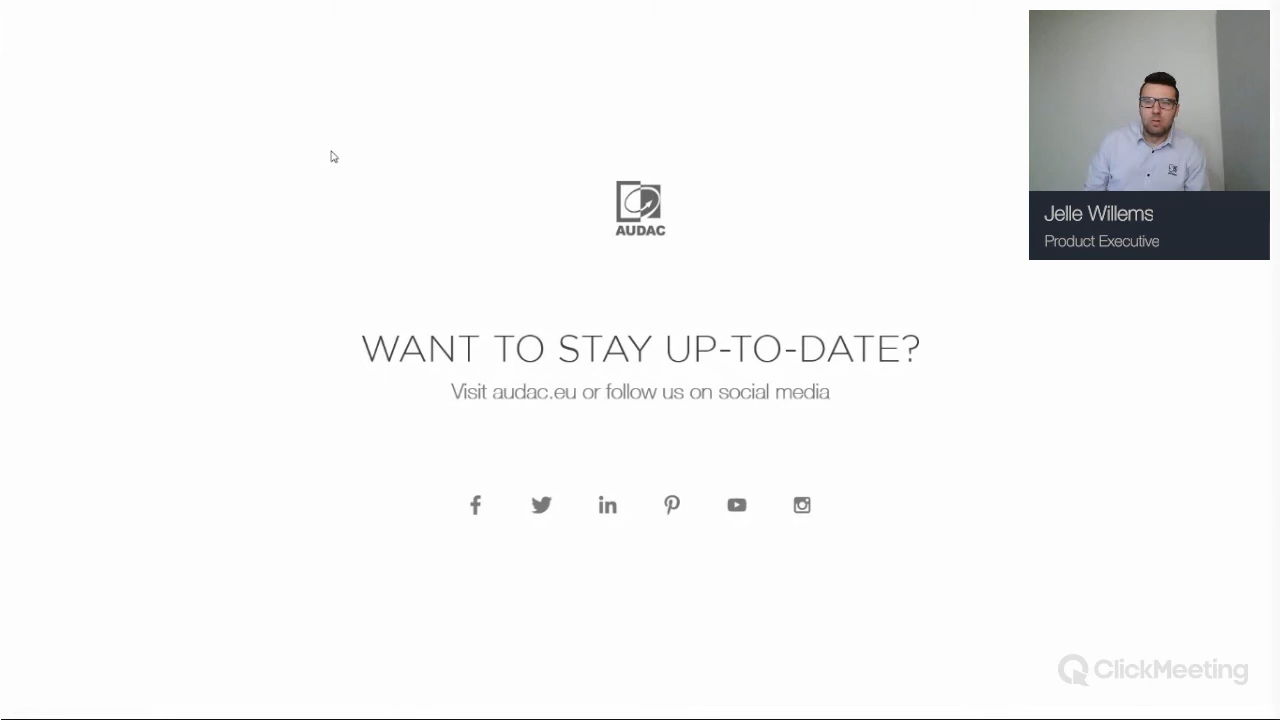 AUDAC
WANT TO STAY UP-TO-DATE?
Visit audac.eu or follow us on social media
Jelle Willems
Product Executive
ClickMeeting